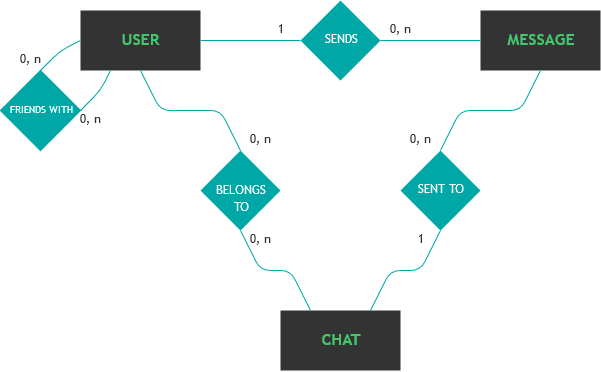 USER
1
SENDS
0, n
MESSAGE
0, n
FRIENDS WITH
0, n
0, n
0, n
BELONGS
TO
SENT TO
0, n
1
CHAT